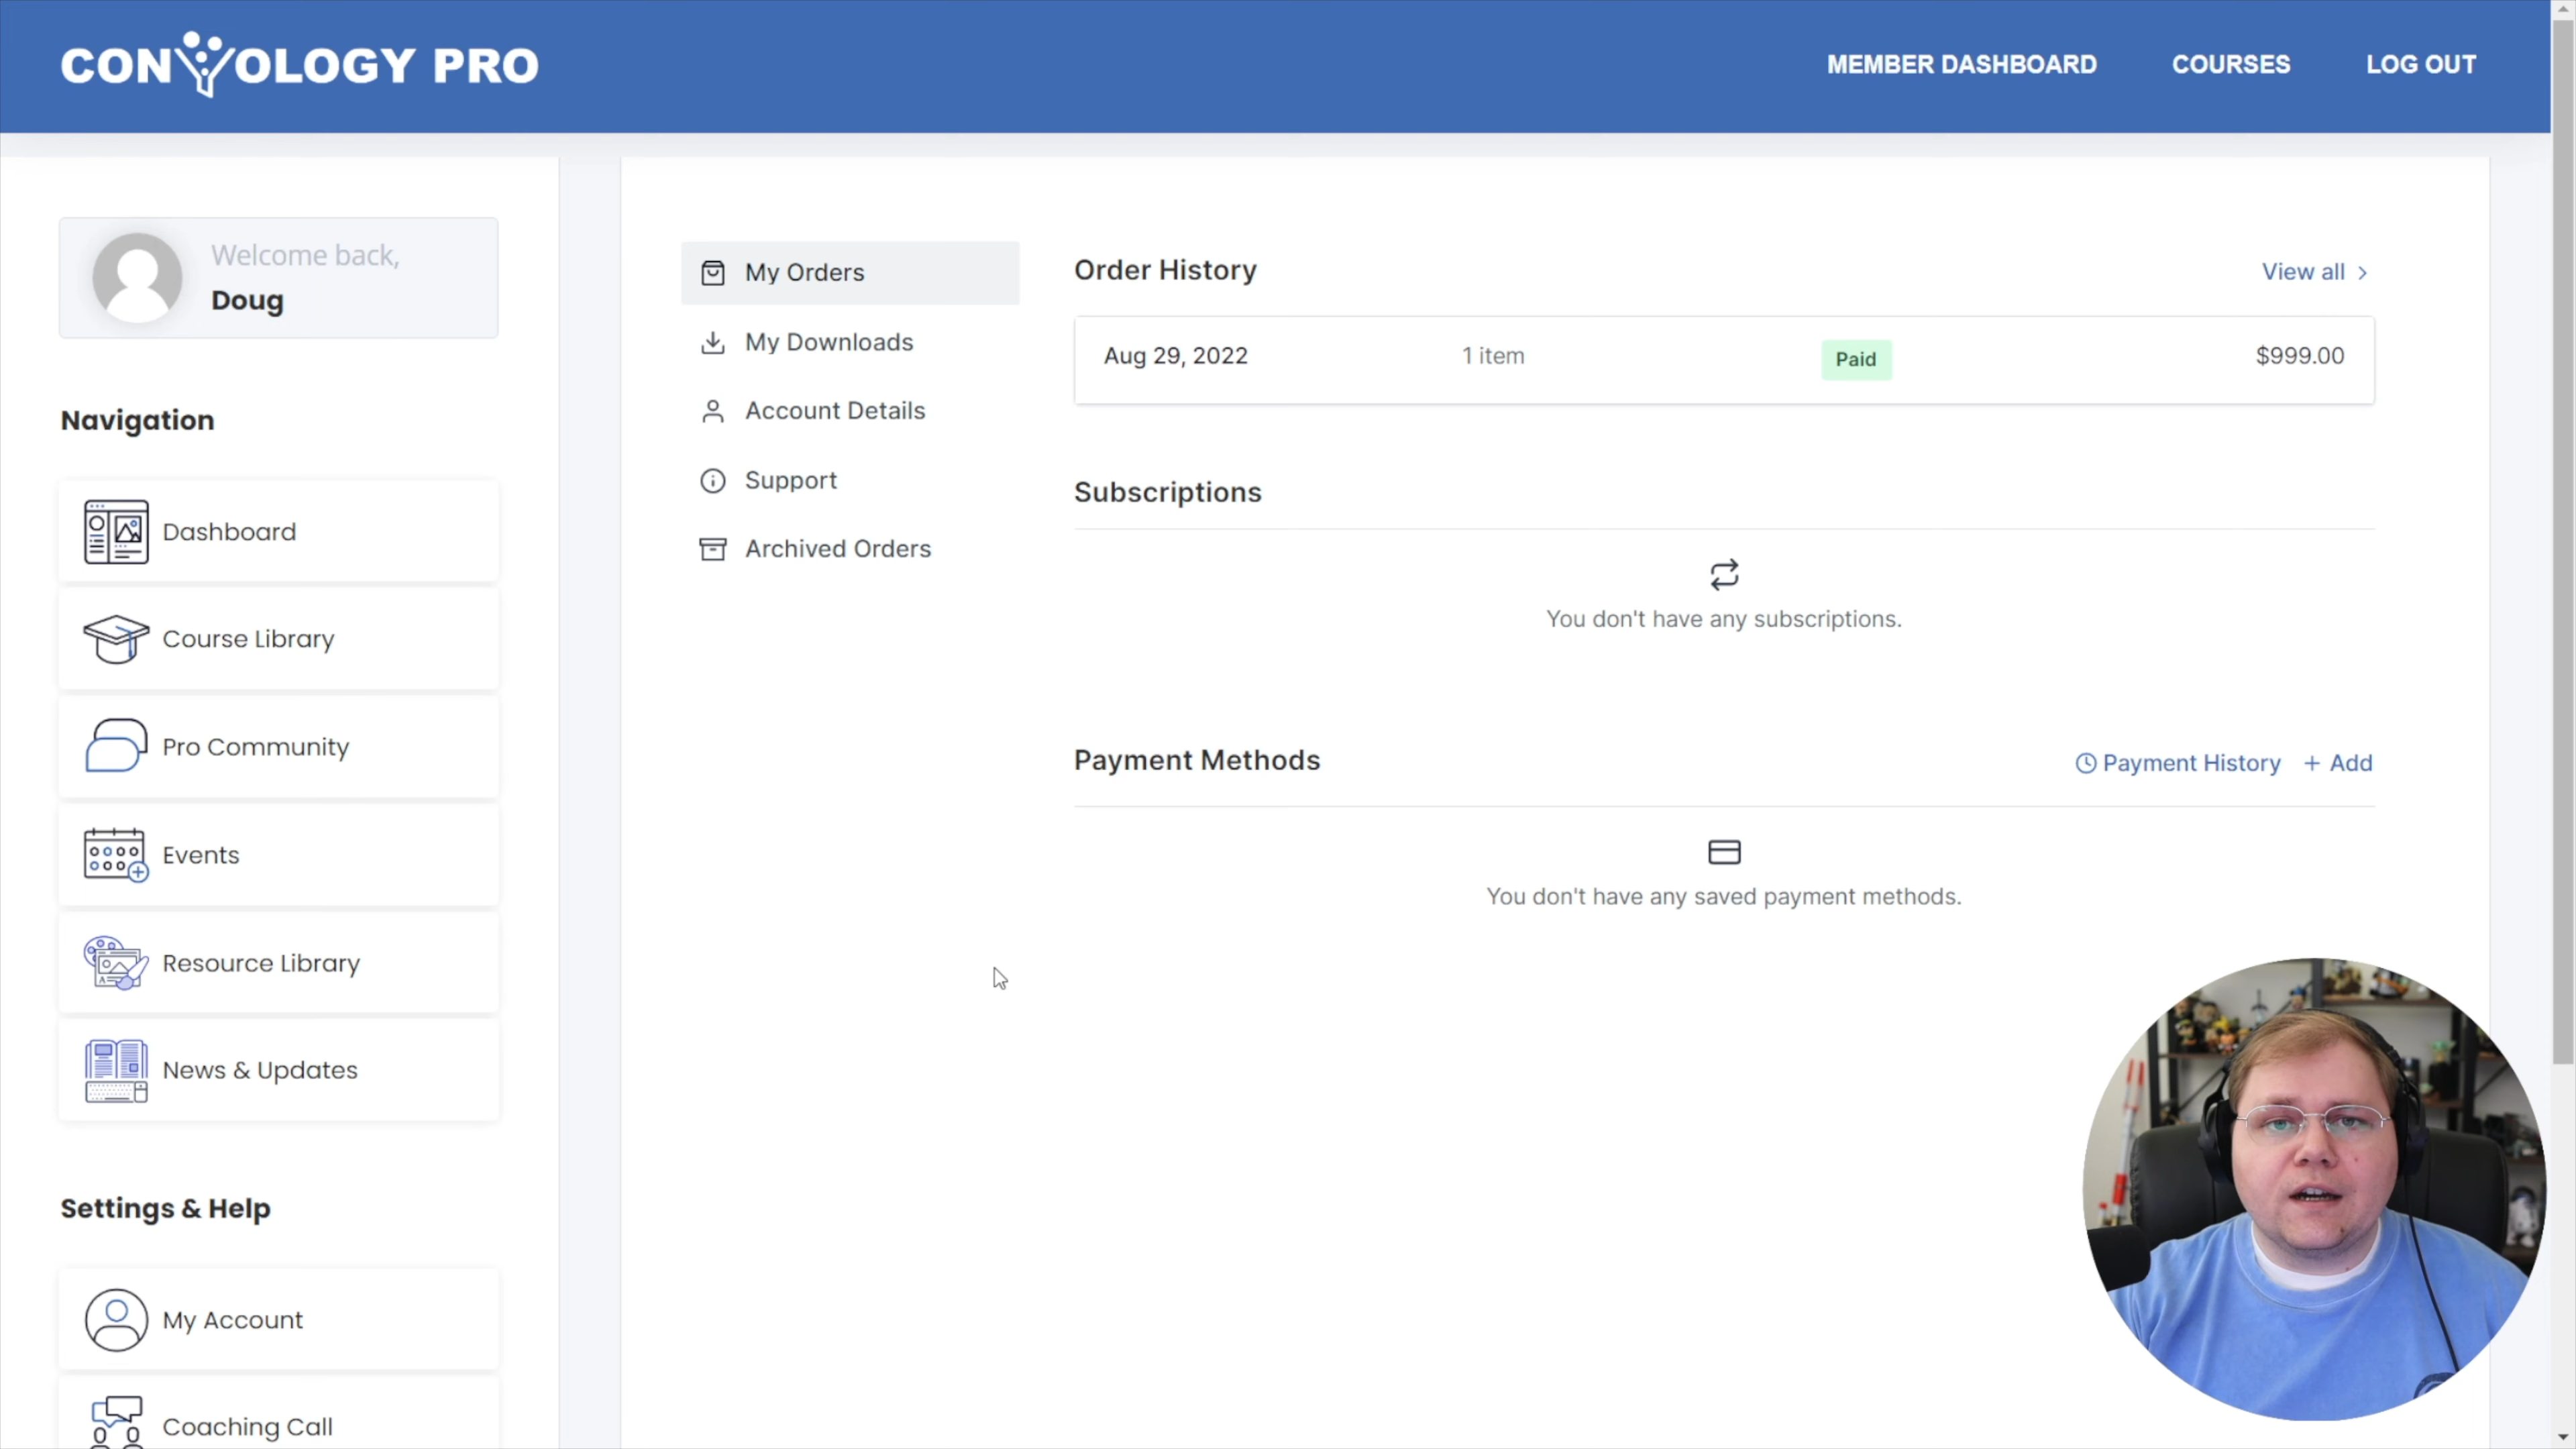 CONVOLOGY PRO
MEMBER DASHBOARD
COURSES
LOG OUT
Welcome back,
Doug
Navigation
Dashboard
Course Library
Pro Community
Events
Resource Library
News & Updates
Settings & Help
My Account
Coaching Call
My Orders
My Downloads
Account Details
Support
Archived Orders
Order History
View all
Aug 29, 2022
1 item
Paid
$999.00
Subscriptions
You don't have any subscriptions.
Payment Methods
Payment History
+ Add
You don't have any saved payment methods.